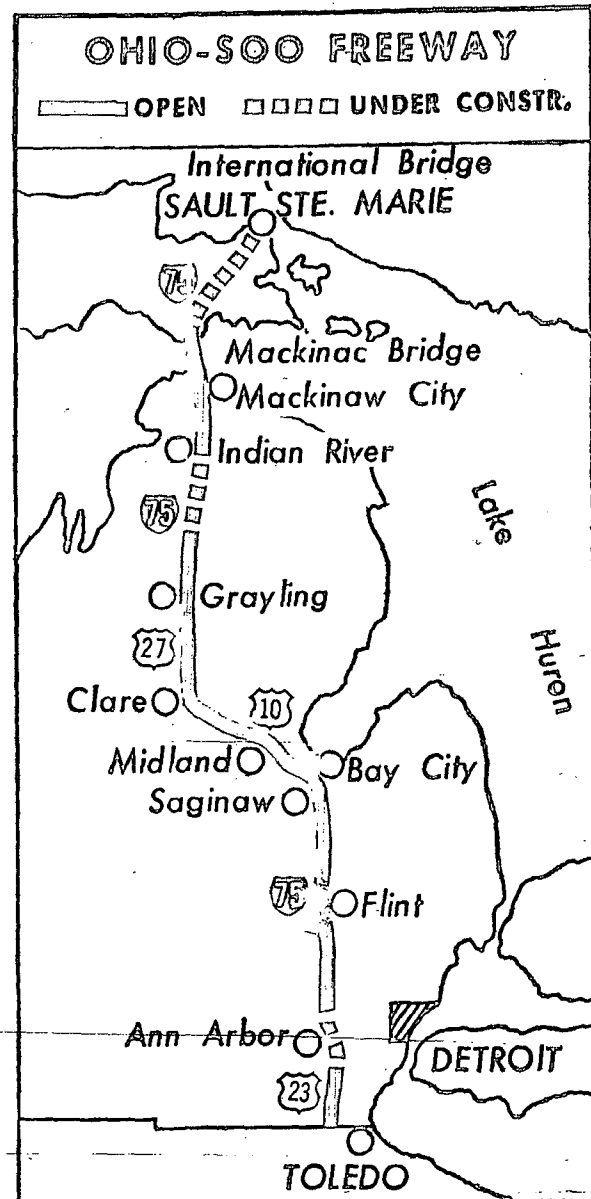 OHIO-SOO FREEWAY
OPEN UNDER CONSTR.
International Bridge
SAULT STE. MARIE
75
Mackinac Bridge
Mackinaw City
Indian River
Lake
75
Grayling
Huron
27
Clare
10
Midland
Bay City
Saginaw
75
Flint
Ann Arbor
DETROIT
23
TOLEDO